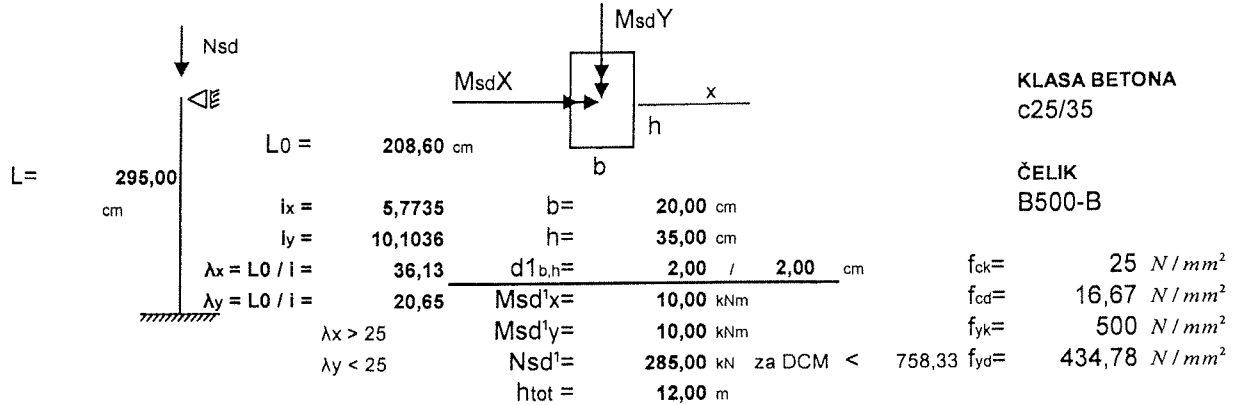 MsdY
Nsd
MsdX
x
h
b
KLASA BETONA
c25/35
L0 = 208,60 cm
L= 295,00
cm
ČELIK
B500-B
ix = 5,7735 b= 20,00 cm
Iy = 10,1036 h= 35,00 cm
λx = L0 / i = 36,13 d1b,h= 2,00 / 2,00 cm fck= 25 N / mm²
λy = L0 / i = 20,65 Msd¹x= 10,00 kNm fcd= 16,67 N / mm²
λx > 25 Msd¹y= 10,00 kNm fyk= 500 N / mm²
λy < 25 Nsd¹= 285,00 kN za DCM < 758,33 fyd= 434,78 N / mm²
htot = 12,00 m